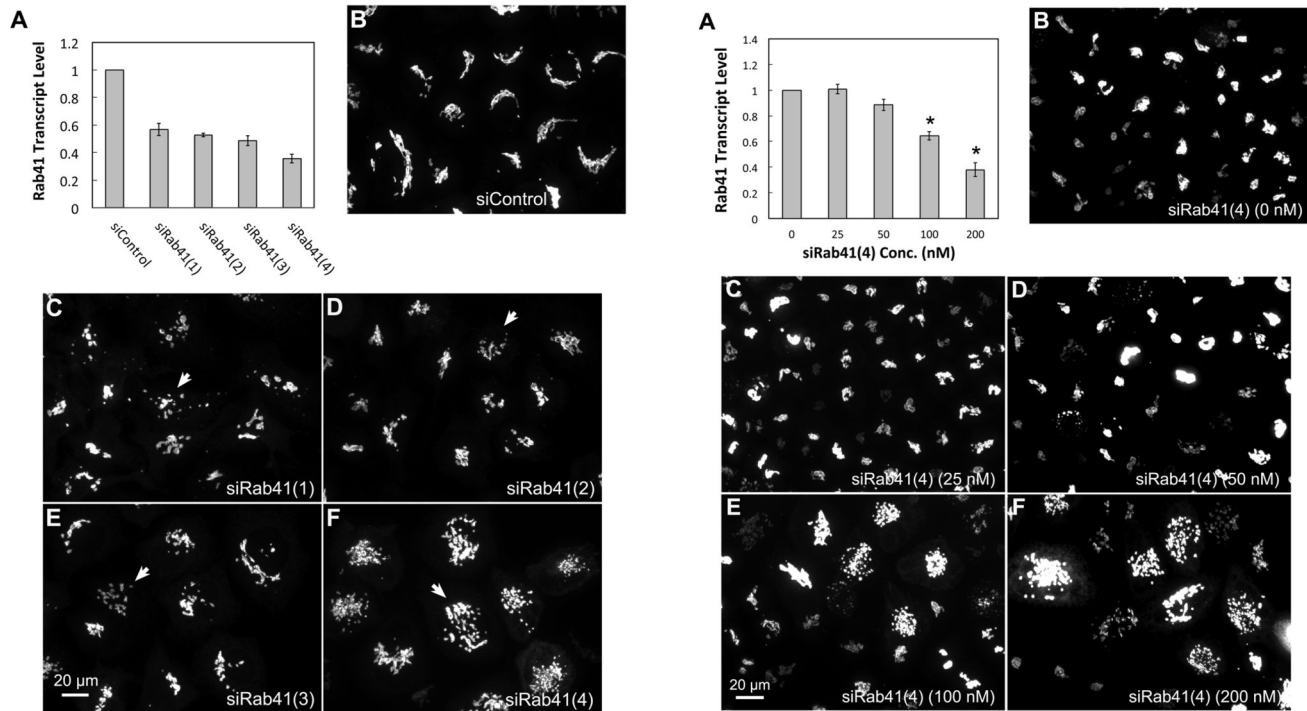 A
Rab41 Transcript Level
1.2
1
0.8
0.6
0.4
0.2
0
siControl
siRab41(1)
siRab41(2)
siRab41(3)
siRab41(4)
B
siControl
C
siRab41(1)
D
siRab41(2)
E
20 μm
siRab41(3)
F
siRab41(4)
A
Rab41 Transcript Level
1.4
1.2
1
0.8
0.6
0.4
0.2
0
* *
0 25 50 100 200
siRab41(4) Conc. (nM)
B
siRab41(4) (0 nM)
C
siRab41(4) (25 nM)
D
siRab41(4) (50 nM)
E
20 μm
siRab41(4) (100 nM)
F
siRab41(4) (200 nM)